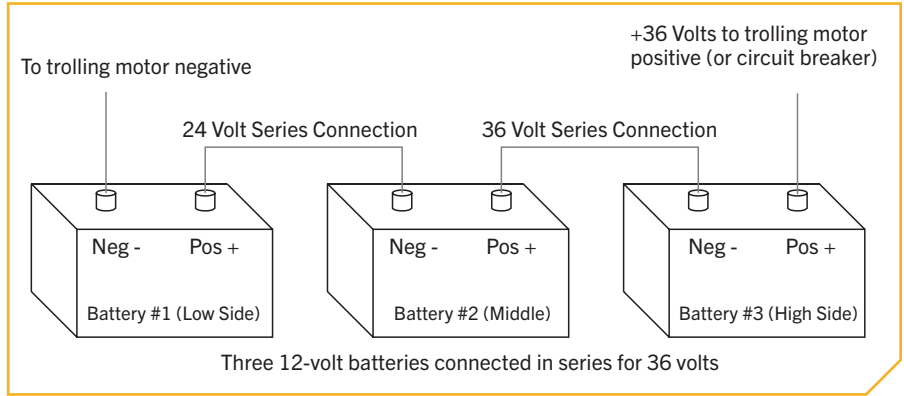 +36 Volts to trolling motor
positive (or circuit breaker)
To trolling motor negative
24 Volt Series Connection
36 Volt Series Connection
Neg - Pos +
Neg - Pos +
Neg - Pos +
Battery #1 (Low Side)
Battery #2 (Middle)
Battery #3 (High Side)
Three 12-volt batteries connected in series for 36 volts